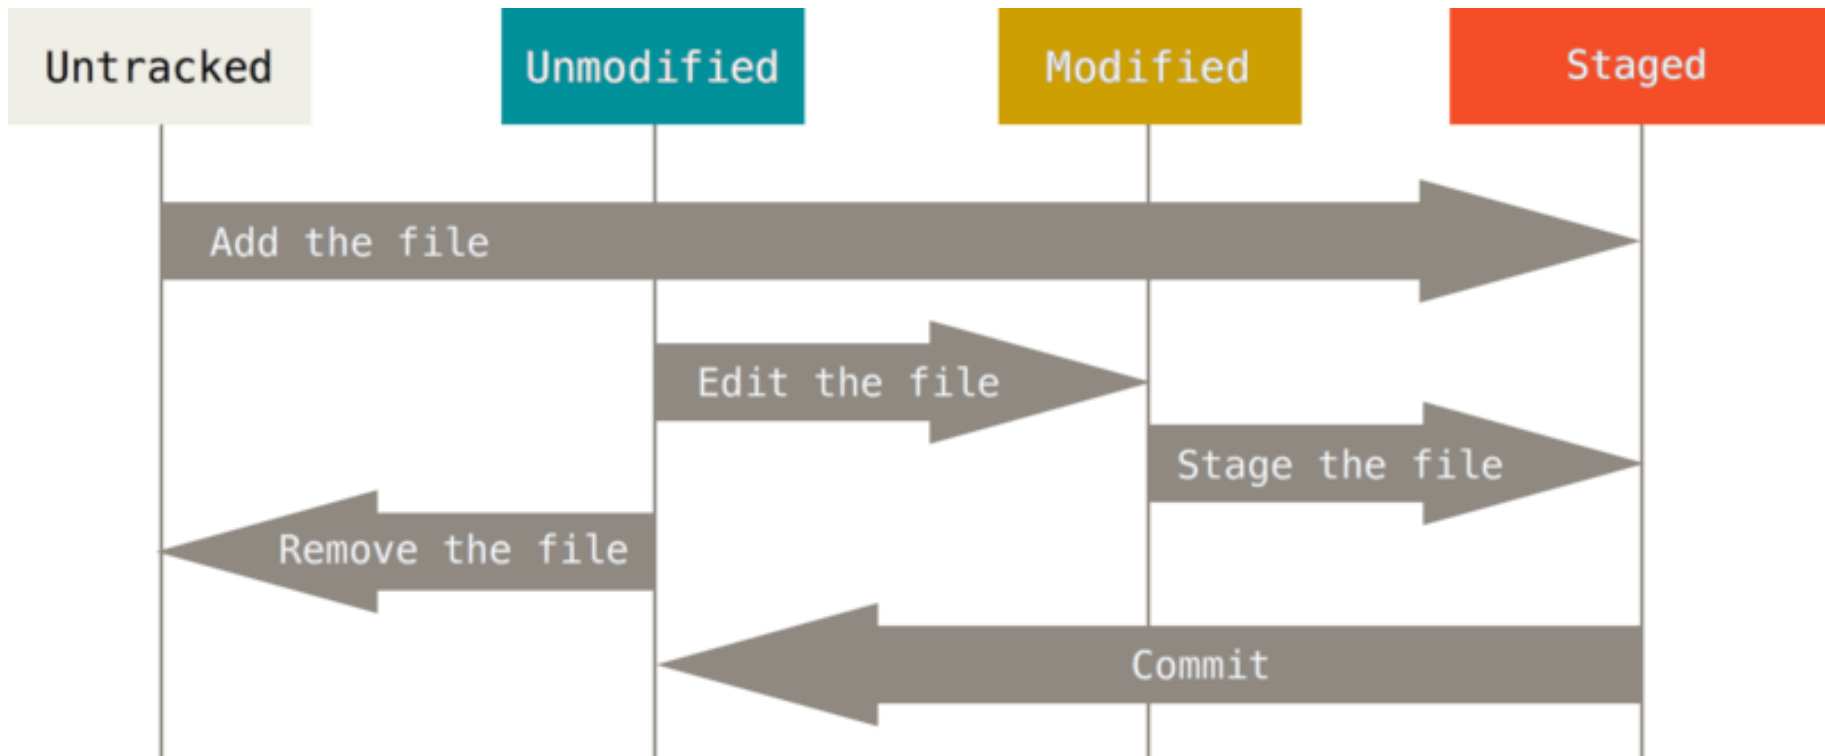 Untracked
Unmodified
Modified
Staged
Add the file
Edit the file
Stage the file
Remove the file
Commit